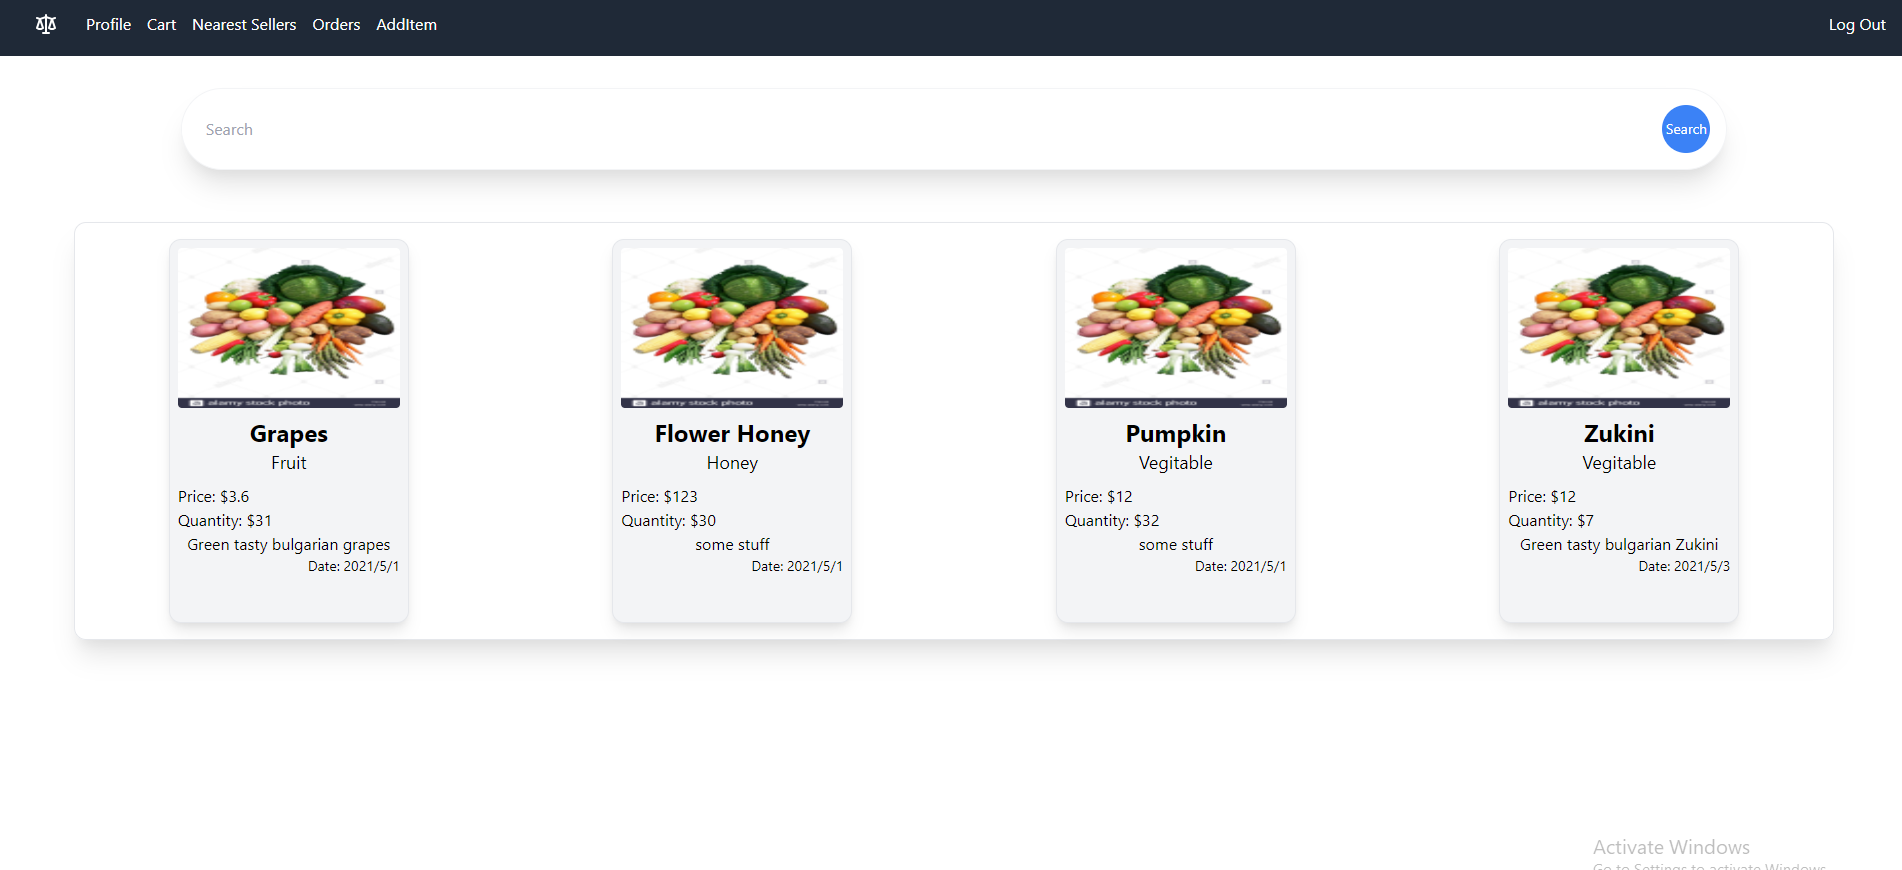 Profile Cart Nearest Sellers Orders AddItem Log Out
Search Search
alamy stock photo alamy stock photo alamy stock photo alamy stock photo
Grapes Flower Honey Pumpkin Zukini
Fruit Honey Vegitable Vegitable
Price: $3.6 Price: $123 Price: $12 Price: $12
Quantity: $31 Quantity: $30 Quantity: $32 Quantity: $7
Green tasty bulgarian grapes some stuff some stuff Green tasty bulgarian Zukini
Date: 2021/5/1 Date: 2021/5/1 Date: 2021/5/1 Date: 2021/5/3
Activate Windows
Go to Settings to activate Windows.